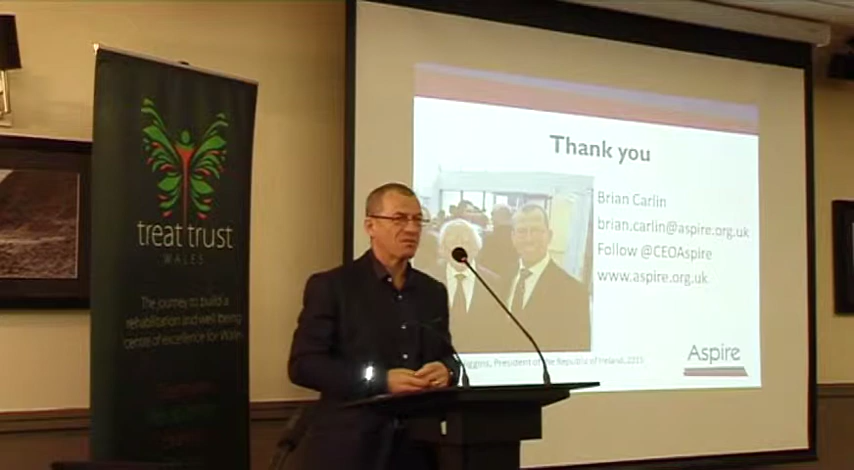 treat trust
WALES
The journey to build a
rehabilitation and well being
centre of excellence for Wales
Thank you
Brian Carlin
brian.carlin@aspire.org.uk
Follow @CEOAspire
www.aspire.org.uk
iggins, President of the Republic of Ireland, 2015
Aspire